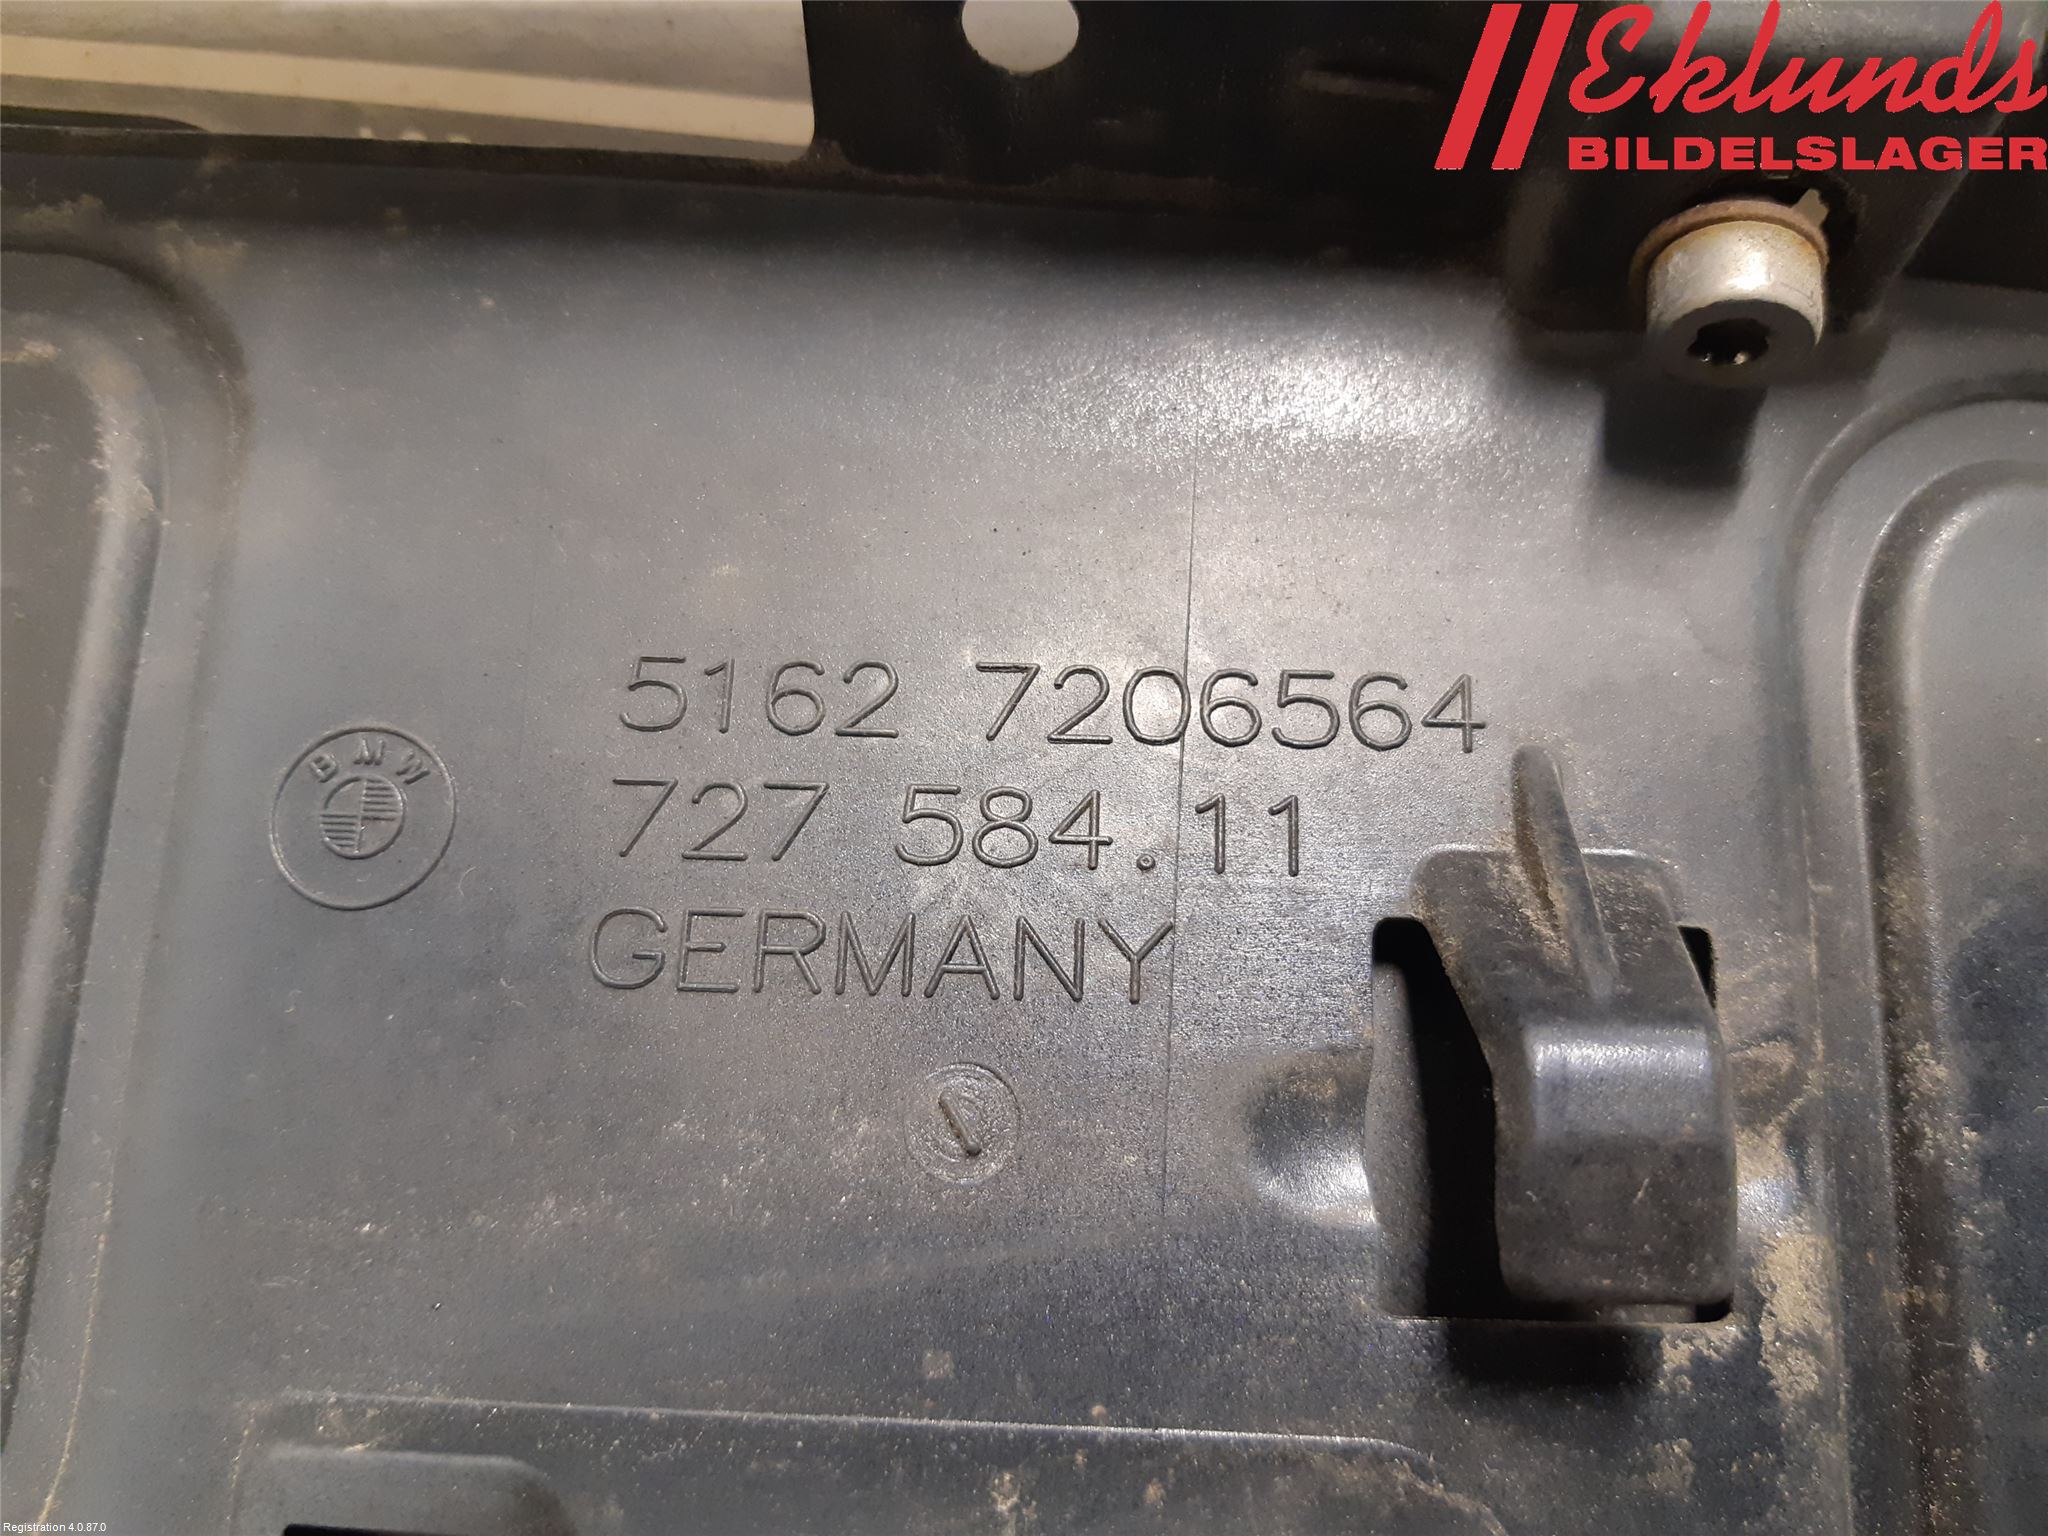 Eklunds
BILDELSLAGER
5162 7206564
BMW
727 584.11
GERMANY
Registration 4.0.87.0